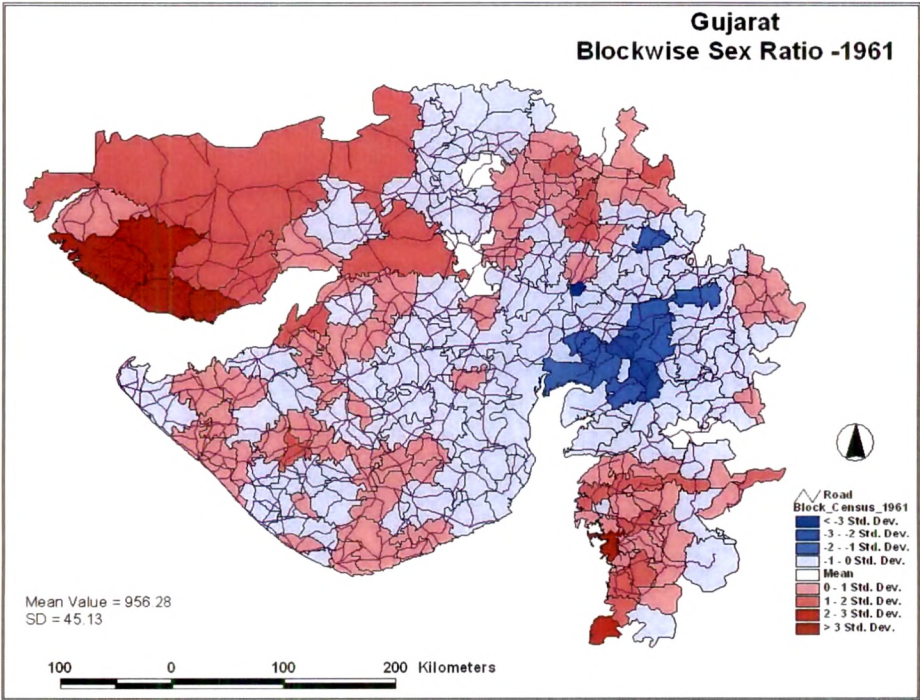 Gujarat
Blockwise Sex Ratio -1961
Road
Block_Census_1961
< -3 Std. Dev.
-3 - -2 Std. Dev.
-2 - -1 Std. Dev.
-1 - 0 Std. Dev.
Mean
0 - 1 Std. Dev.
1 - 2 Std. Dev.
2 - 3 Std. Dev.
> 3 Std. Dev.
Mean Value = 956 28
SD = 45.13
100 0 100 200 Kilometers